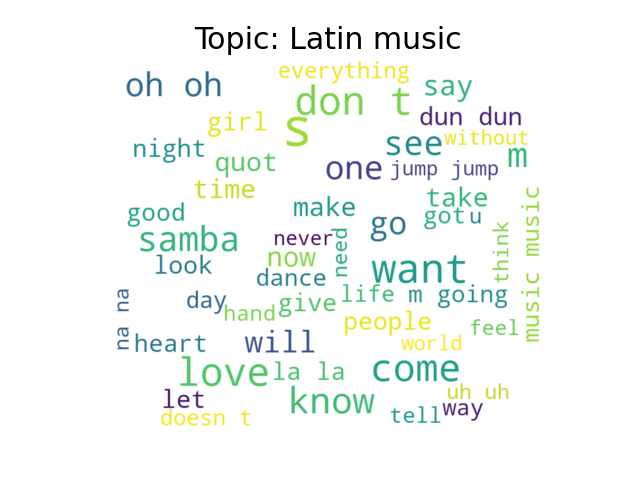 Topic: Latin music
everything
oh oh
don t
say
s
girl
dun dun
night
see
without
quot
one
jump jump
m
time
take
good
make
go
got
u
samba
never
need
think
music music
look
now
dance
want
day
hand
give
life
m going
na na
people
feel
heart
will
world
love
la la
come
let
know
uh uh
doesn t
tell
way